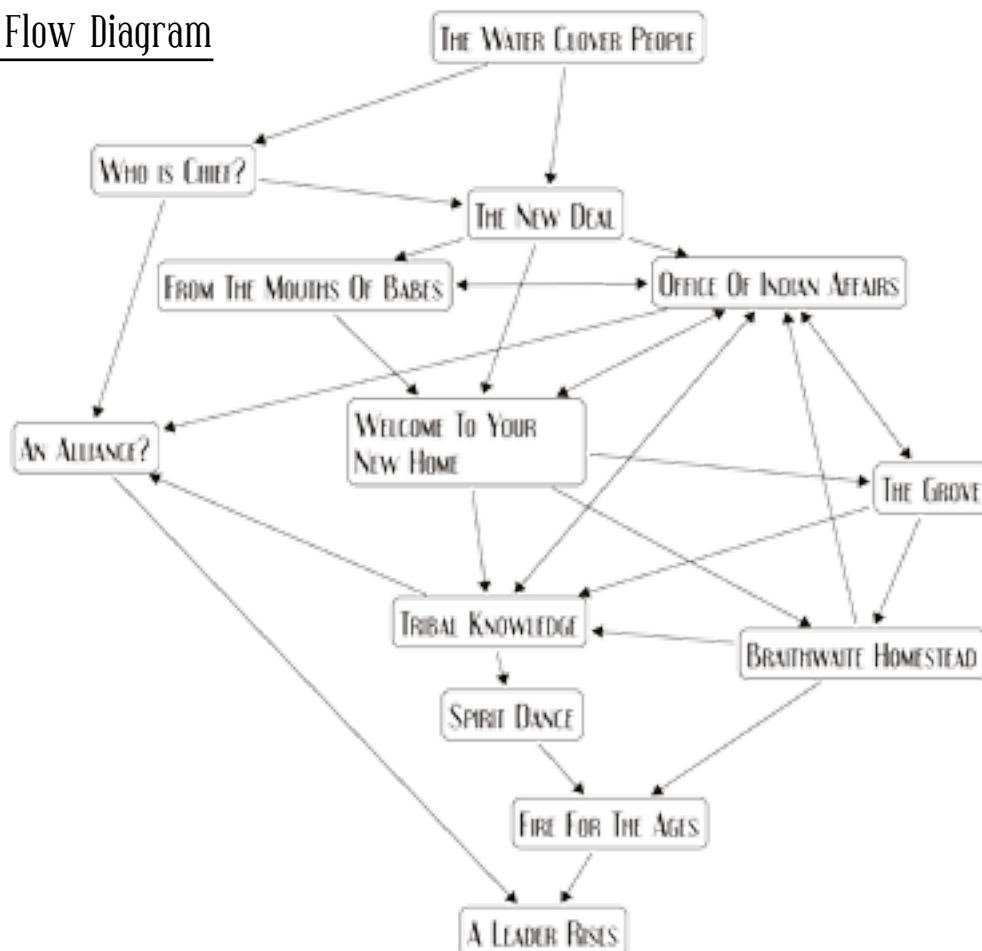 Flow Diagram
The Water Clover People
Who is Chief?
The New Deal
From The Mouths Of Babes
Office Of Indian Affairs
Welcome To Your
New Home
An Alliance?
The Grove
Tribal Knowledge
Braithwaite Homestead
Spirit Dance
Fire For The Ages
A Leader Rises